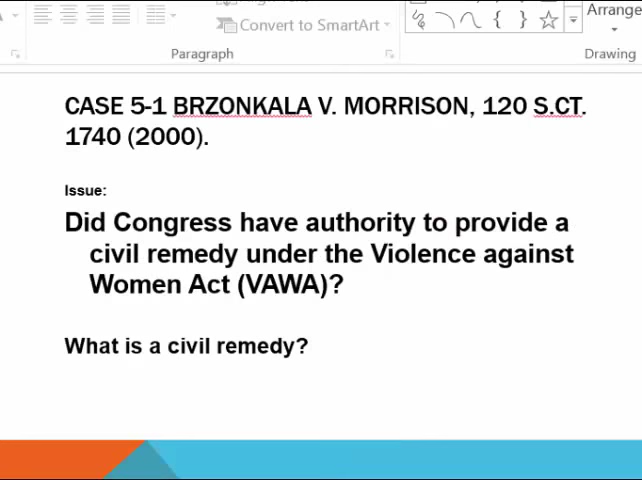 Convert to SmartArt
Arrange
Paragraph
Drawing
CASE 5-1 BRZONKALA V. MORRISON, 120 S.CT.
1740 (2000).
Issue:
Did Congress have authority to provide a
civil remedy under the Violence against
Women Act (VAWA)?
What is a civil remedy?